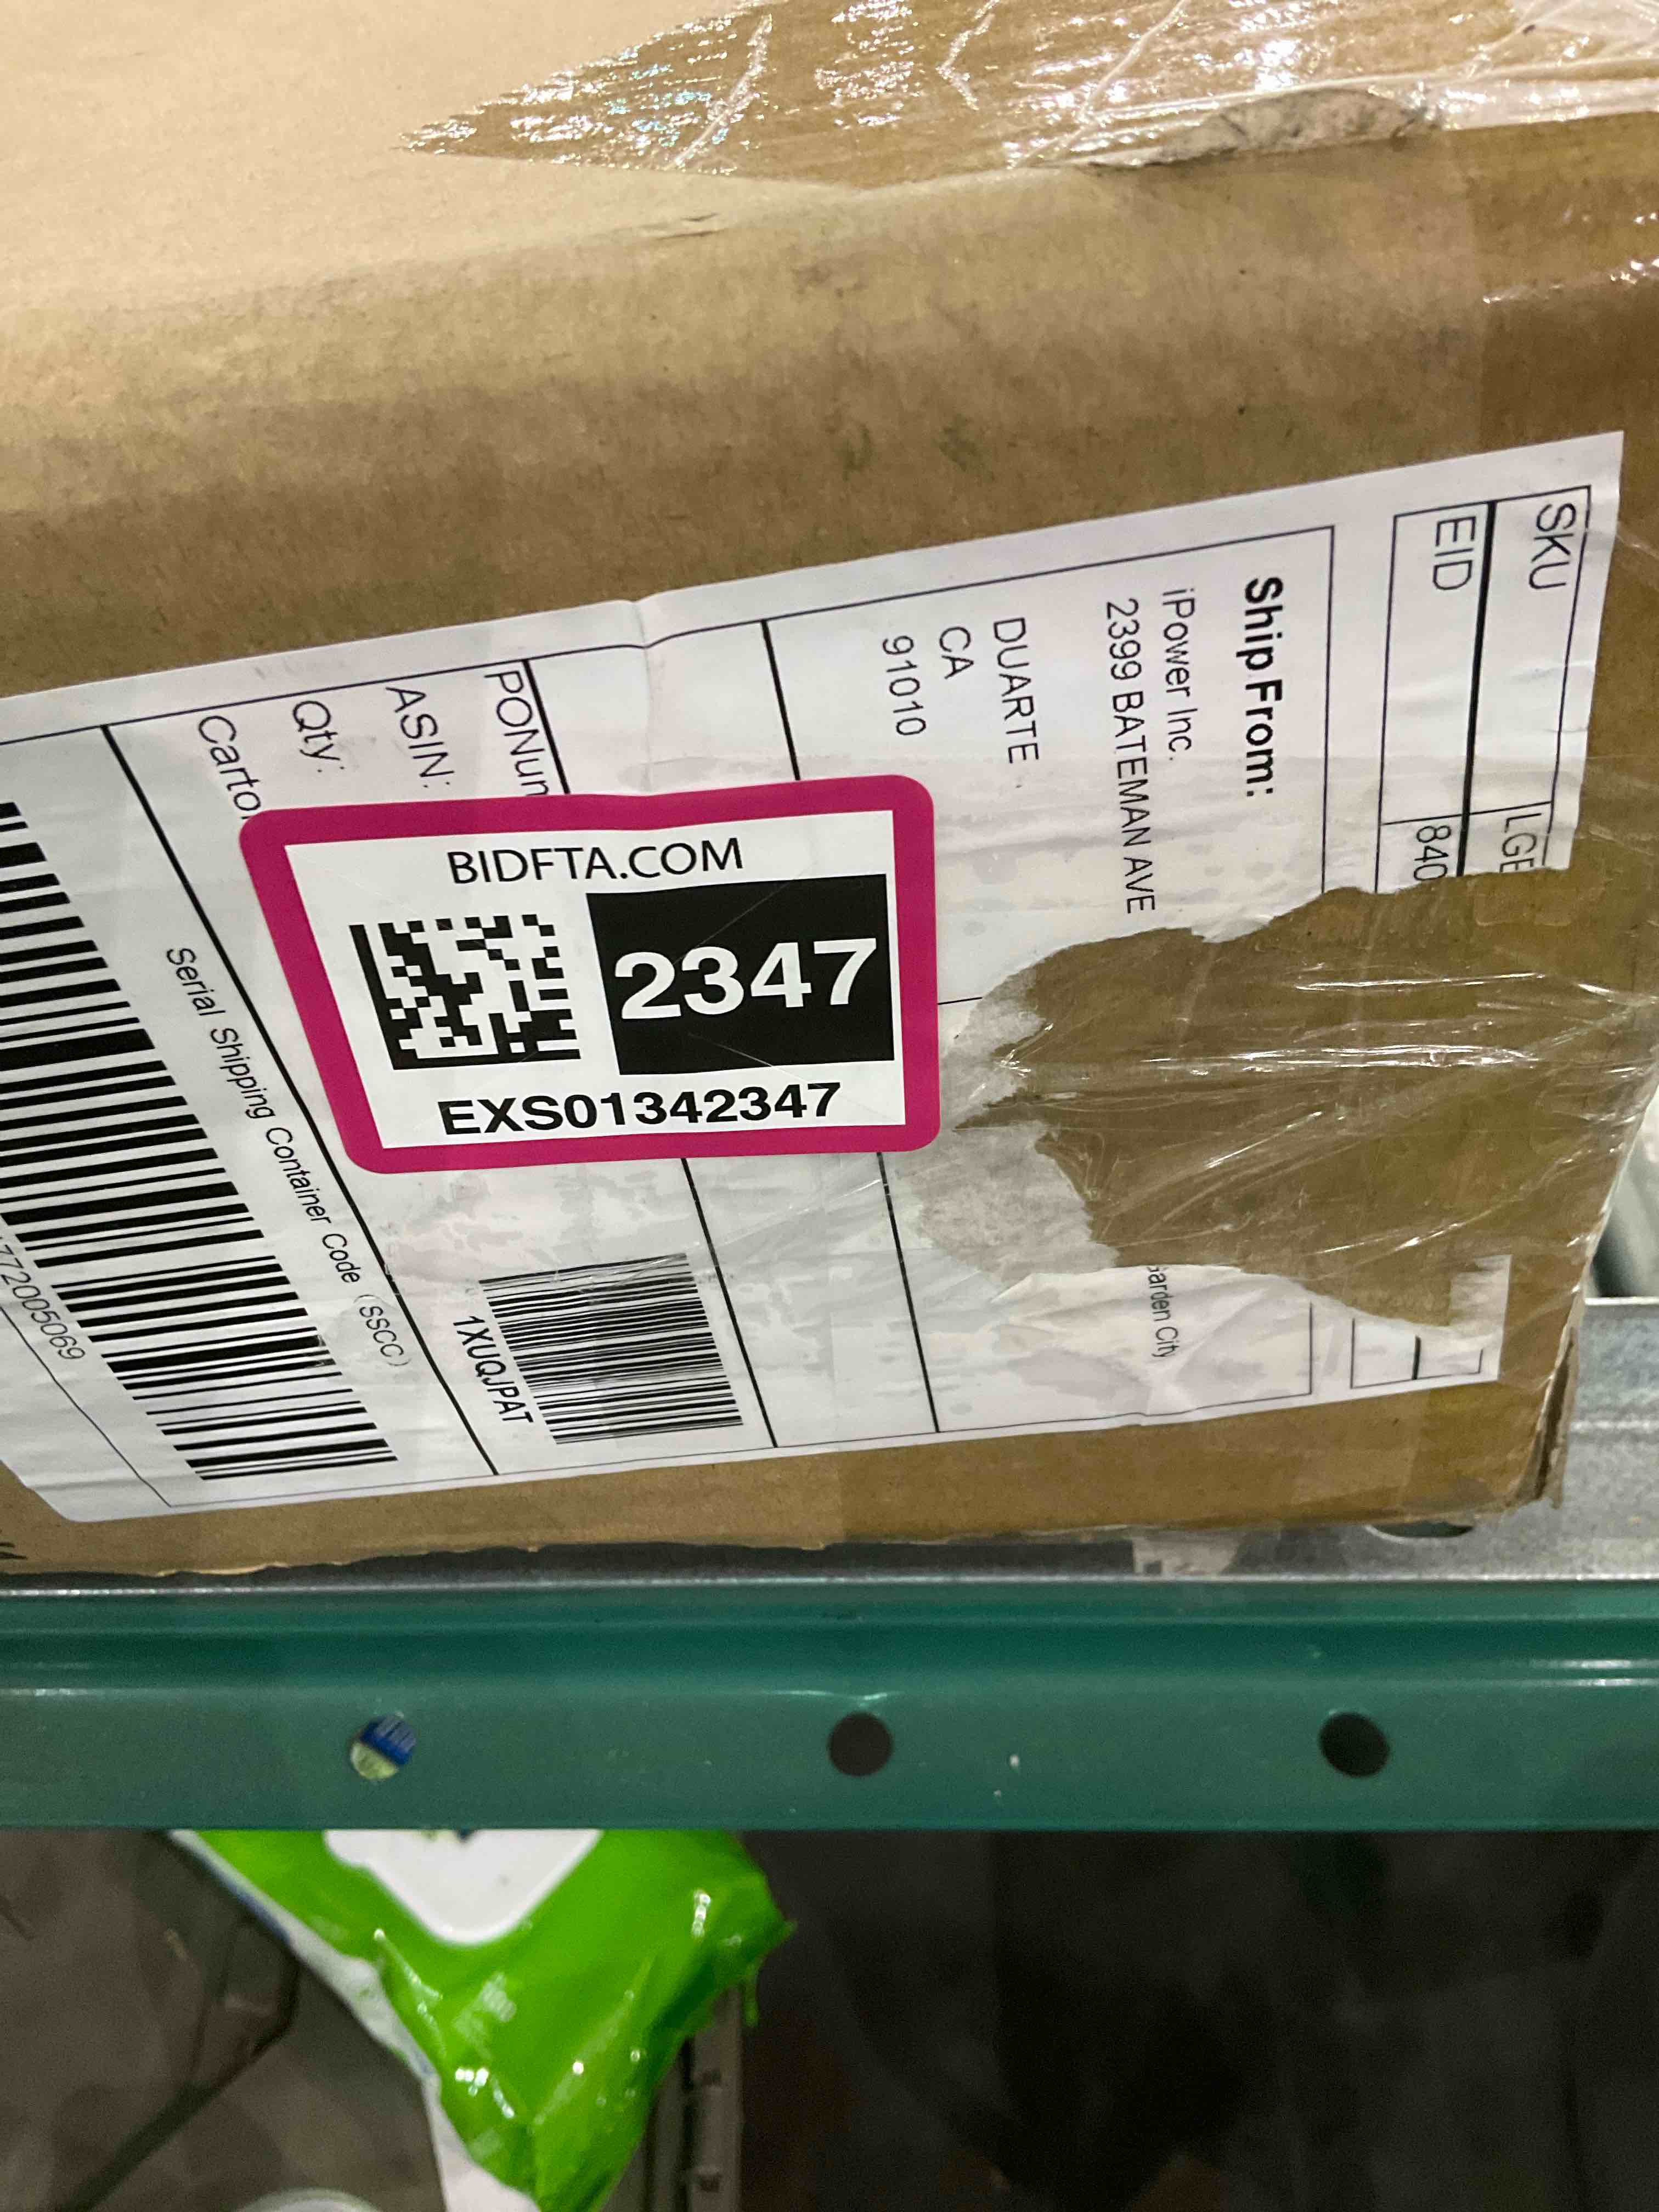 SKU LGE
EID 840
Ship From:
iPower Inc.
2399 BATEMAN AVE
DUARTE
CA
91010
arden City
PONum
ASIN:
Qty:
Carto
1XUQJPAT
Serial Shipping Container Code (SSCC)
772005069
BIDFTA.COM
2347
EXS01342347